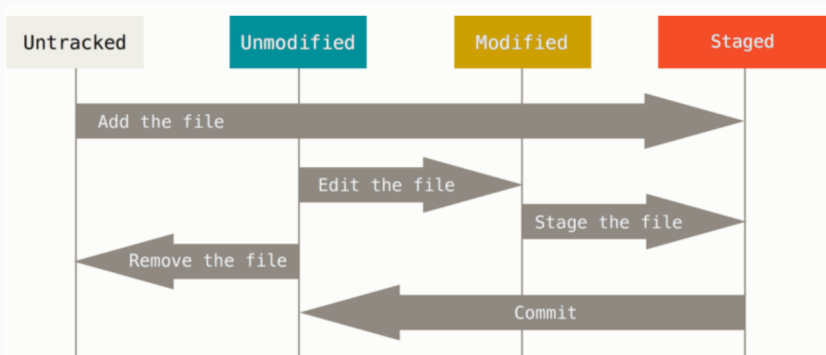 Untracked
Unmodified
Modified
Staged
Add the file
Edit the file
Stage the file
Remove the file
Commit